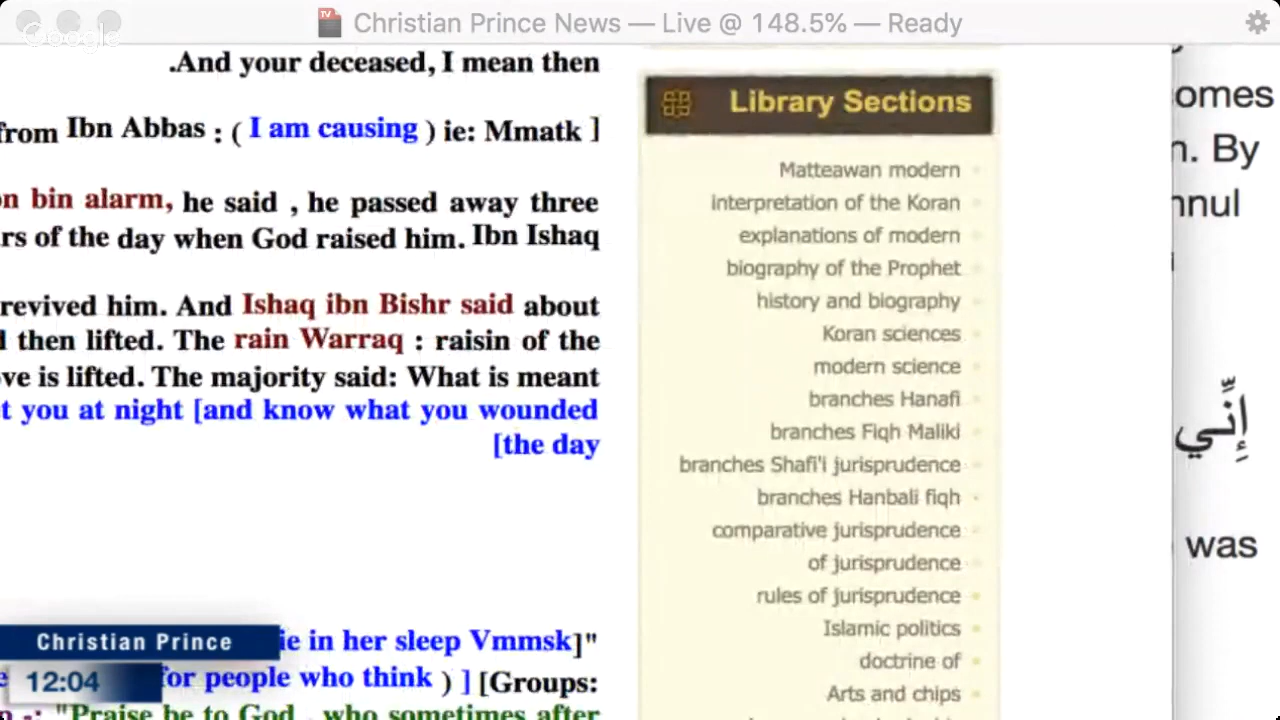 Christian Prince News — Live @ 148.5% — Ready
Google
.And your deceased, I mean then
from Ibn Abbas : ( I am causing ) ie: Mmatk ]
bin alarm, he said , he passed away three
of the day when God raised him. Ibn Ishaq
revived him. And Ishaq ibn Bishr said about
then lifted. The rain Warraq : raisin of the
is lifted. The majority said: What is meant
you at night [and know what you wounded
[the day
in her sleep Vmmsk]"
for people who think ) ] [Groups:
-: "Praise be to God , who sometimes after
Library Sections
Matteawan modern
interpretation of the Koran
explanations of modern
biography of the Prophet
history and biography
Koran sciences
modern science
branches Hanafi
branches Fiqh Maliki
branches Shafi'i jurisprudence
branches Hanbali fiqh
comparative jurisprudence
of jurisprudence
rules of jurisprudence
Islamic politics
doctrine of
Arts and chips
. By
إِنِّي
was
Christian Prince
12:04